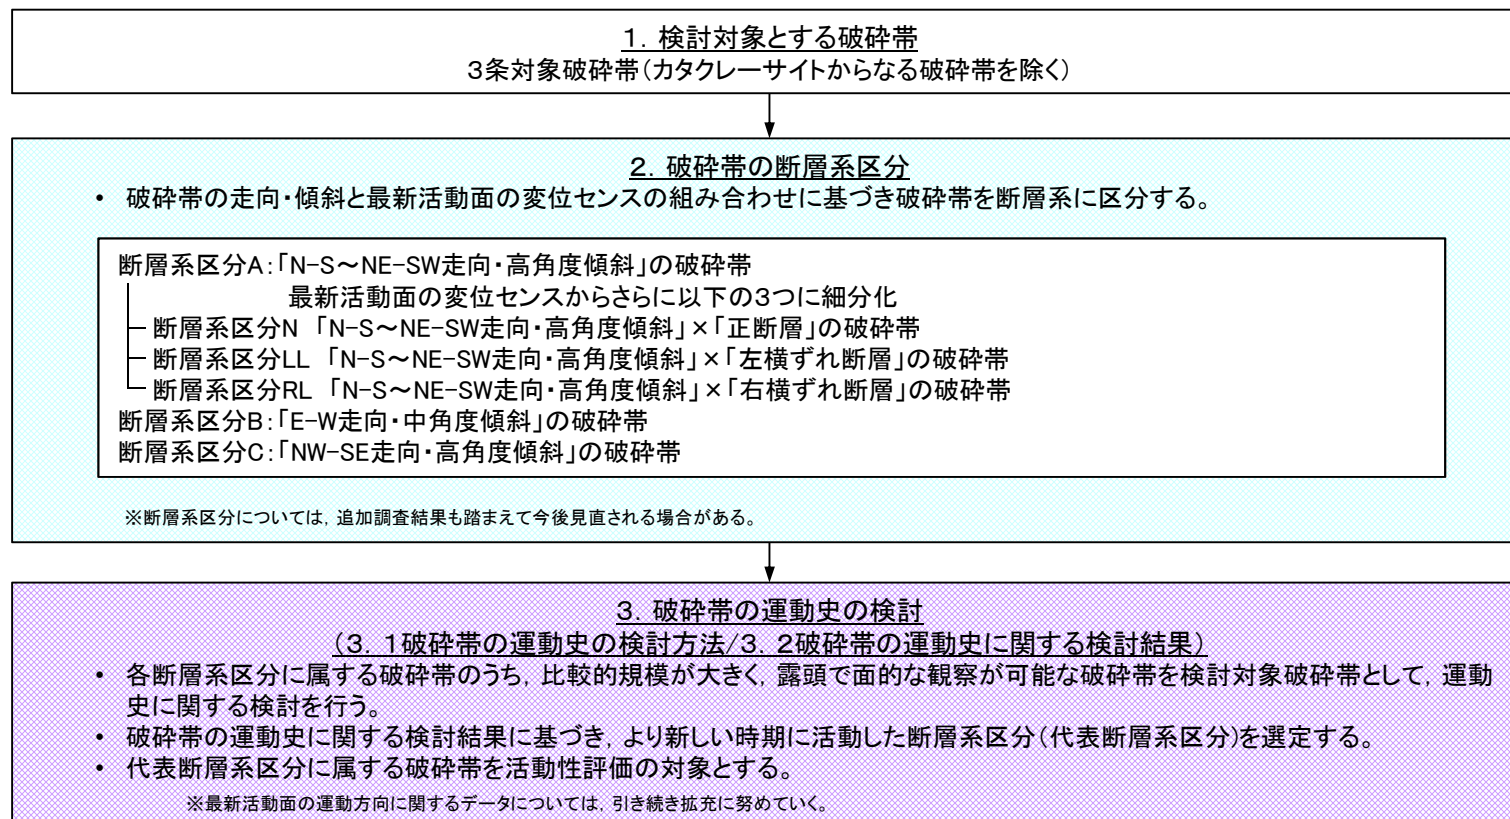 1．検討対象とする破砕帯
3条対象破砕帯（カタクレーサイトからなる破砕帯を除く）
2．破砕帯の断層系区分
• 破砕帯の走向・傾斜と最新活動面の変位センスの組み合わせに基づき破砕帯を断層系に区分する。
断層系区分A：「N-S～NE-SW走向・高角度傾斜」の破砕帯
最新活動面の変位センスからさらに以下の3つに細分化
断層系区分N 「N-S～NE-SW走向・高角度傾斜」×「正断層」の破砕帯
断層系区分LL 「N-S～NE-SW走向・高角度傾斜」×「左横ずれ断層」の破砕帯
断層系区分RL 「N-S～NE-SW走向・高角度傾斜」×「右横ずれ断層」の破砕帯
断層系区分B：「E-W走向・中角度傾斜」の破砕帯
断層系区分C：「NW-SE走向・高角度傾斜」の破砕帯
※断層系区分については，追加調査結果も踏まえて今後見直される場合がある。
3．破砕帯の運動史の検討
（3．1破砕帯の運動史の検討方法/3．2破砕帯の運動史に関する検討結果）
• 各断層系区分に属する破砕帯のうち，比較的規模が大きく，露頭で面的な観察が可能な破砕帯を検討対象破砕帯として，運動
史に関する検討を行う。
• 破砕帯の運動史に関する検討結果に基づき，より新しい時期に活動した断層系区分（代表断層系区分）を選定する。
• 代表断層系区分に属する破砕帯を活動性評価の対象とする。
※最新活動面の運動方向に関するデータについては，引き続き拡充に努めていく。